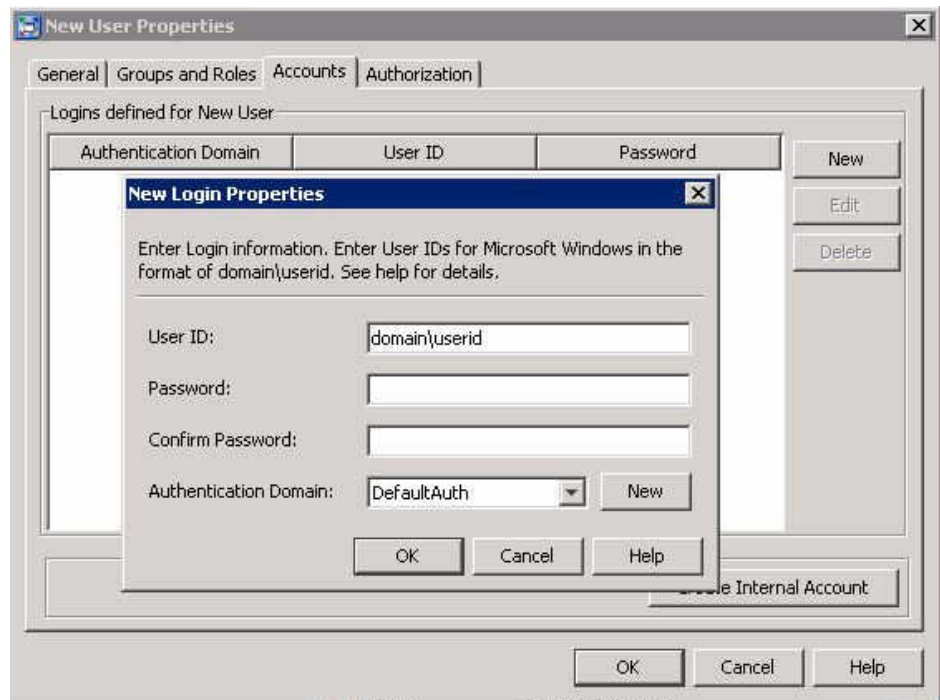 New User Properties
General Groups and Roles Accounts Authorization
Logins defined for New User
Authentication Domain User ID Password
New
Edit
Delete
New Login Properties
Enter Login information. Enter User IDs for Microsoft Windows in the
format of domain\userid. See help for details.
User ID: domain\userid
Password:
Confirm Password:
Authentication Domain: DefaultAuth New
OK Cancel Help
Internal Account
OK Cancel Help